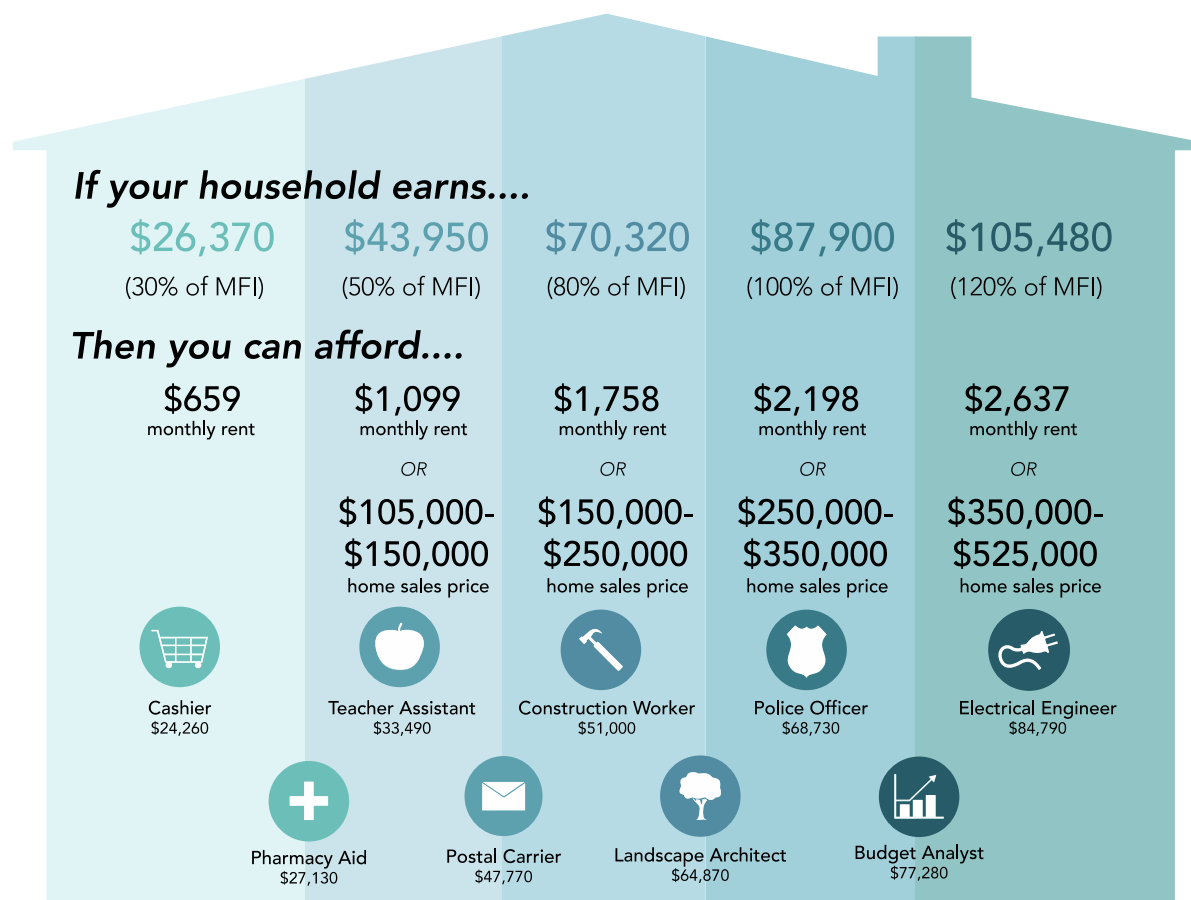 If your household earns....
$26,370 $43,950 $70,320 $87,900 $105,480
(30% of MFI) (50% of MFI) (80% of MFI) (100% of MFI) (120% of MFI)
Then you can afford....
$659 $1,099 $1,758 $2,198 $2,637
monthly rent monthly rent monthly rent monthly rent monthly rent
OR OR OR OR
$105,000- $150,000- $250,000- $350,000-
$150,000 $250,000 $350,000 $525,000
home sales price home sales price home sales price home sales price
Cashier Teacher Assistant Construction Worker Police Officer Electrical Engineer
$24,260 $33,490 $51,000 $68,730 $84,790
Pharmacy Aid Postal Carrier Landscape Architect Budget Analyst
$27,130 $47,770 $64,870 $77,280